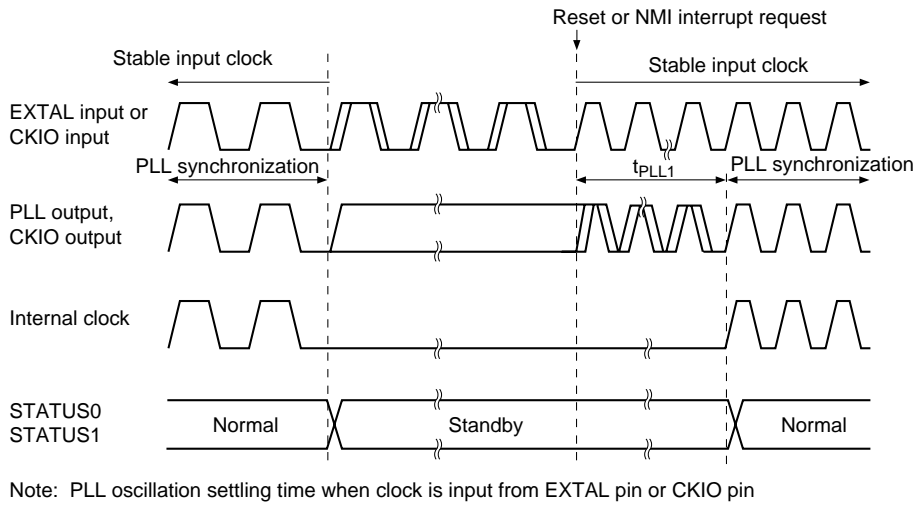 Reset or NMI interrupt request
Stable input clock
Stable input clock
EXTAL input or
CKIO input
PLL synchronization
tPLL1
PLL synchronization
PLL output,
CKIO output
Internal clock
STATUS0
STATUS1
Normal
Standby
Normal
Note: PLL oscillation settling time when clock is input from EXTAL pin or CKIO pin